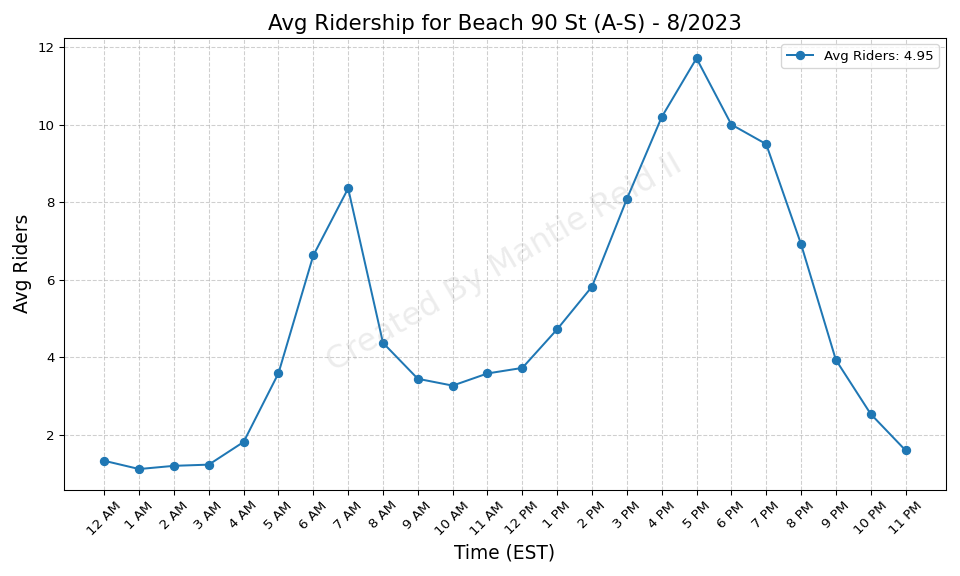 Avg Ridership for Beach 90 St (A-S) - 8/2023
Avg Riders: 4.95
12
10
8
6
4
2
Avg Riders
Created By Mantie Reid II
12 AM
1 AM
2 AM
3 AM
4 AM
5 AM
6 AM
7 AM
8 AM
9 AM
10 AM
11 AM
12 PM
1 PM
2 PM
3 PM
4 PM
5 PM
6 PM
7 PM
8 PM
9 PM
10 PM
11 PM
Time (EST)